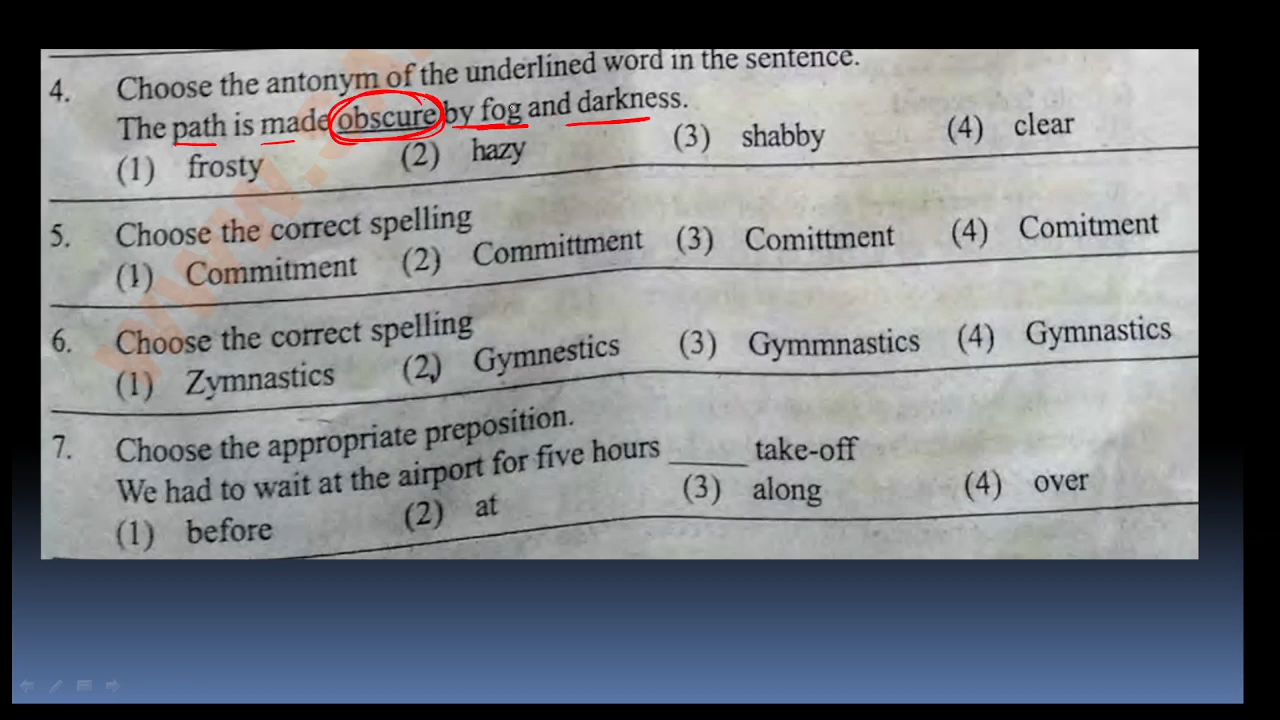 4. Choose the antonym of the underlined word in the sentence.
The path is made obscure by fog and darkness.
(1) frosty (2) hazy (3) shabby (4) clear
5. Choose the correct spelling
(1) Commitment (2) Committment (3) Comittment (4) Comitment
6. Choose the correct spelling
(1) Zymnastics (2) Gymnestics (3) Gymmnastics (4) Gymnastics
7. Choose the appropriate preposition.
We had to wait at the airport for five hours _____ take-off
(1) before (2) at (3) along (4) over